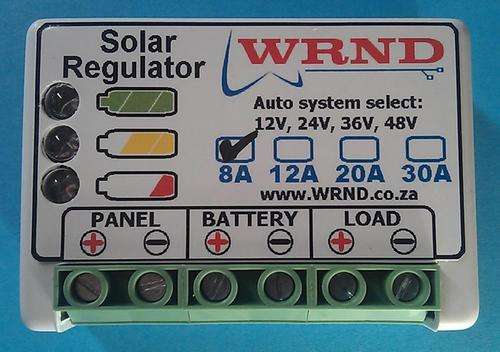 Solar
Regulator
WRND
Auto system select:
12V, 24V, 36V, 48V
8A 12A 20A 30A
www.WRND.co.za
PANEL BATTERY LOAD
+ - + - + -